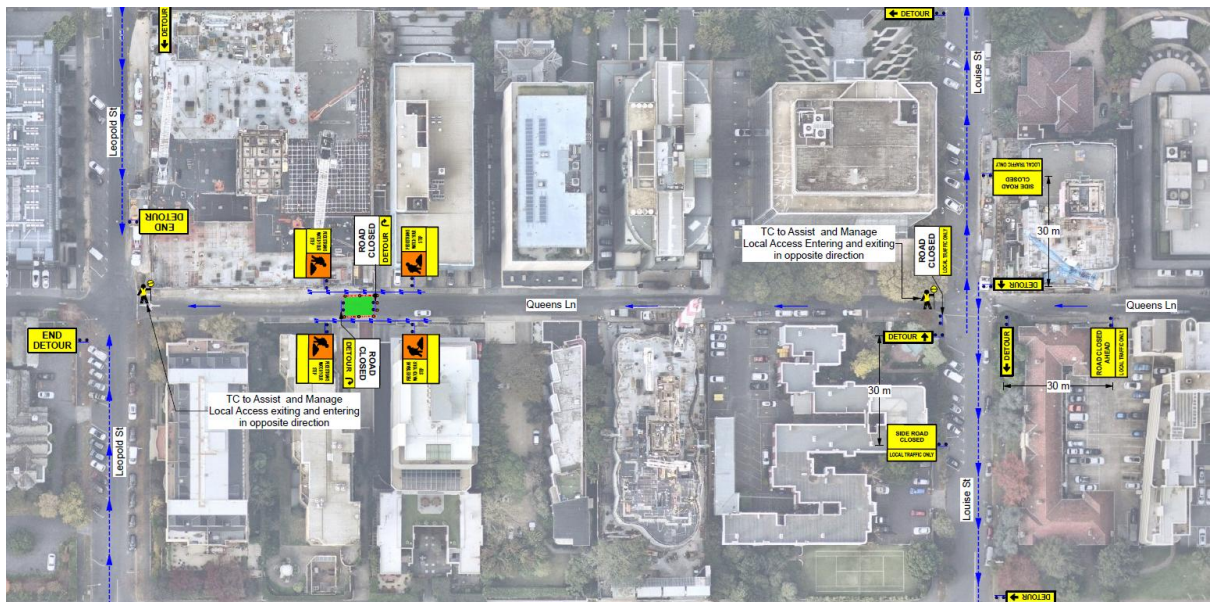 DETOUR
DETOUR
Leopold St
Louise St
SIDE ROAD
CLOSED
LOCAL TRAFFIC ONLY
END
DETOUR
ROAD
CLOSED
DETOUR
TC to Assist and Manage
Local Access Entering and exiting
in opposite direction
ROAD
CLOSED
LOCAL TRAFFIC ONLY
30 m
DETOUR
Queens Ln
Queens Ln
END
DETOUR
ROAD
CLOSED
DETOUR
DETOUR
DETOUR
ROAD CLOSED
AHEAD
LOCAL TRAFFIC ONLY
30 m
30 m
TC to Assist and Manage
Local Access exiting and entering
in opposite direction
Leopold St
SIDE ROAD
CLOSED
LOCAL TRAFFIC ONLY
Louise St
DETOUR